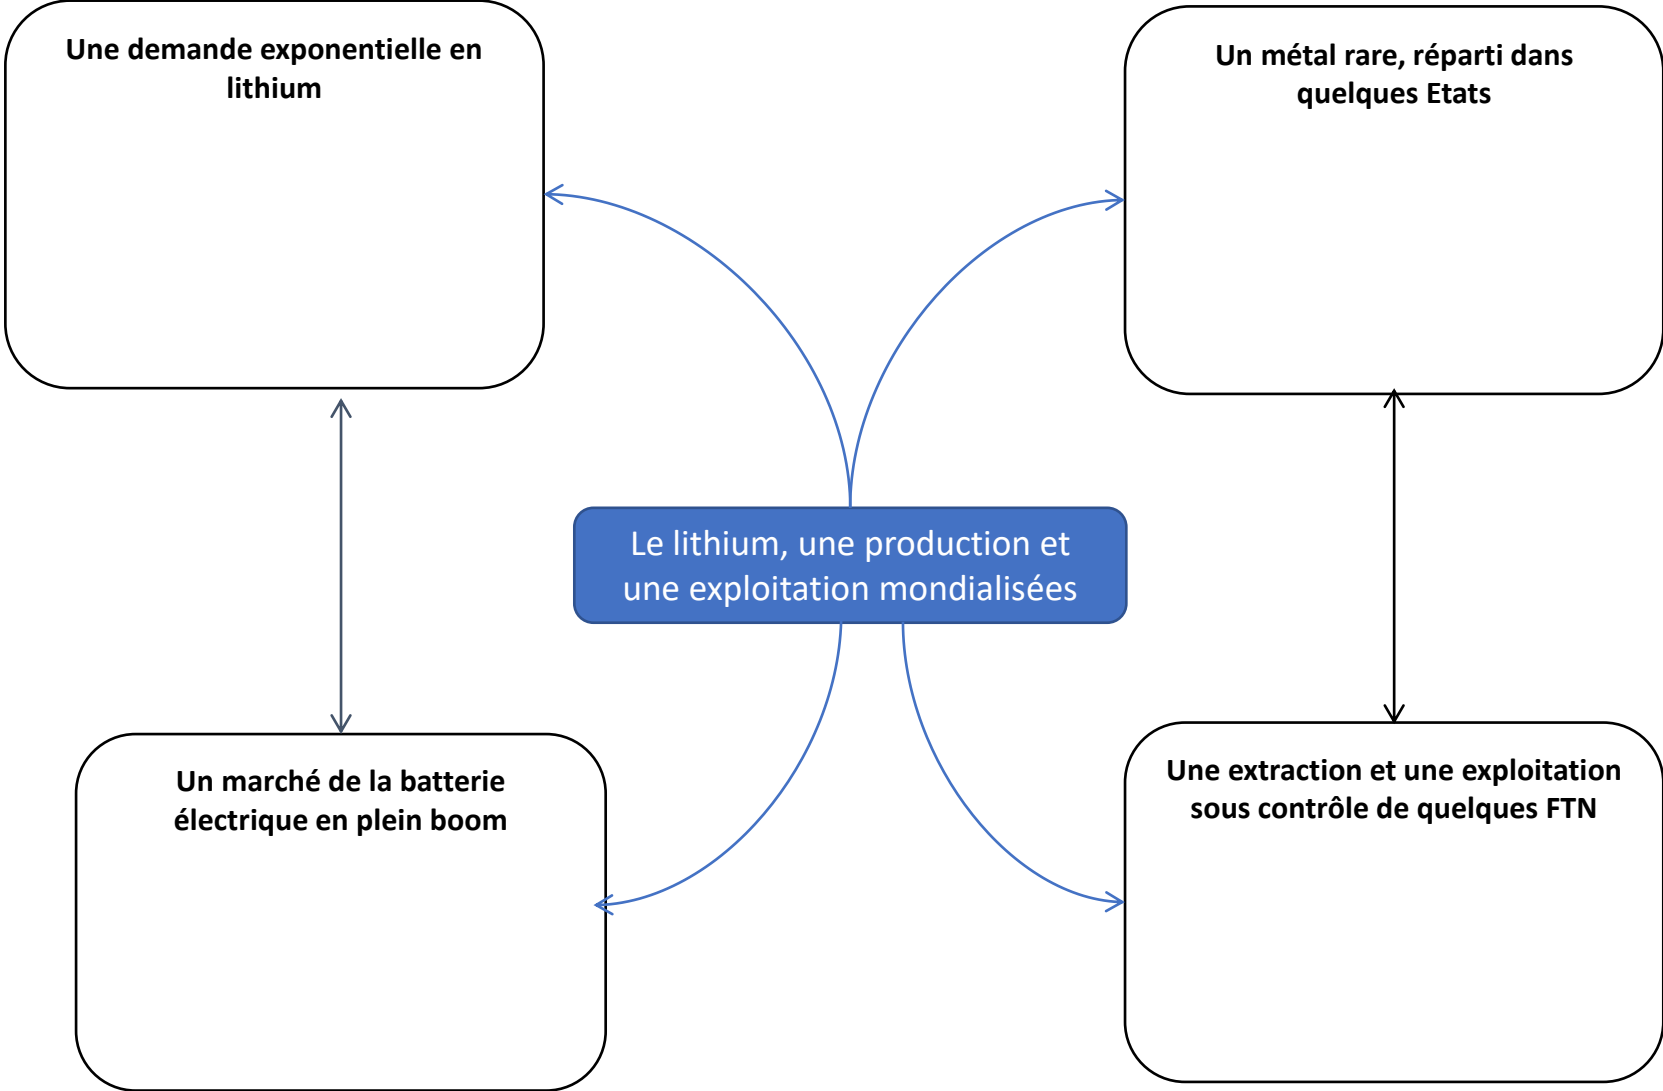 Une demande exponentielle en
lithium
Un métal rare, réparti dans
quelques Etats
Le lithium, une production et
une exploitation mondialisées
Un marché de la batterie
électrique en plein boom
Une extraction et une exploitation
sous contrôle de quelques FTN